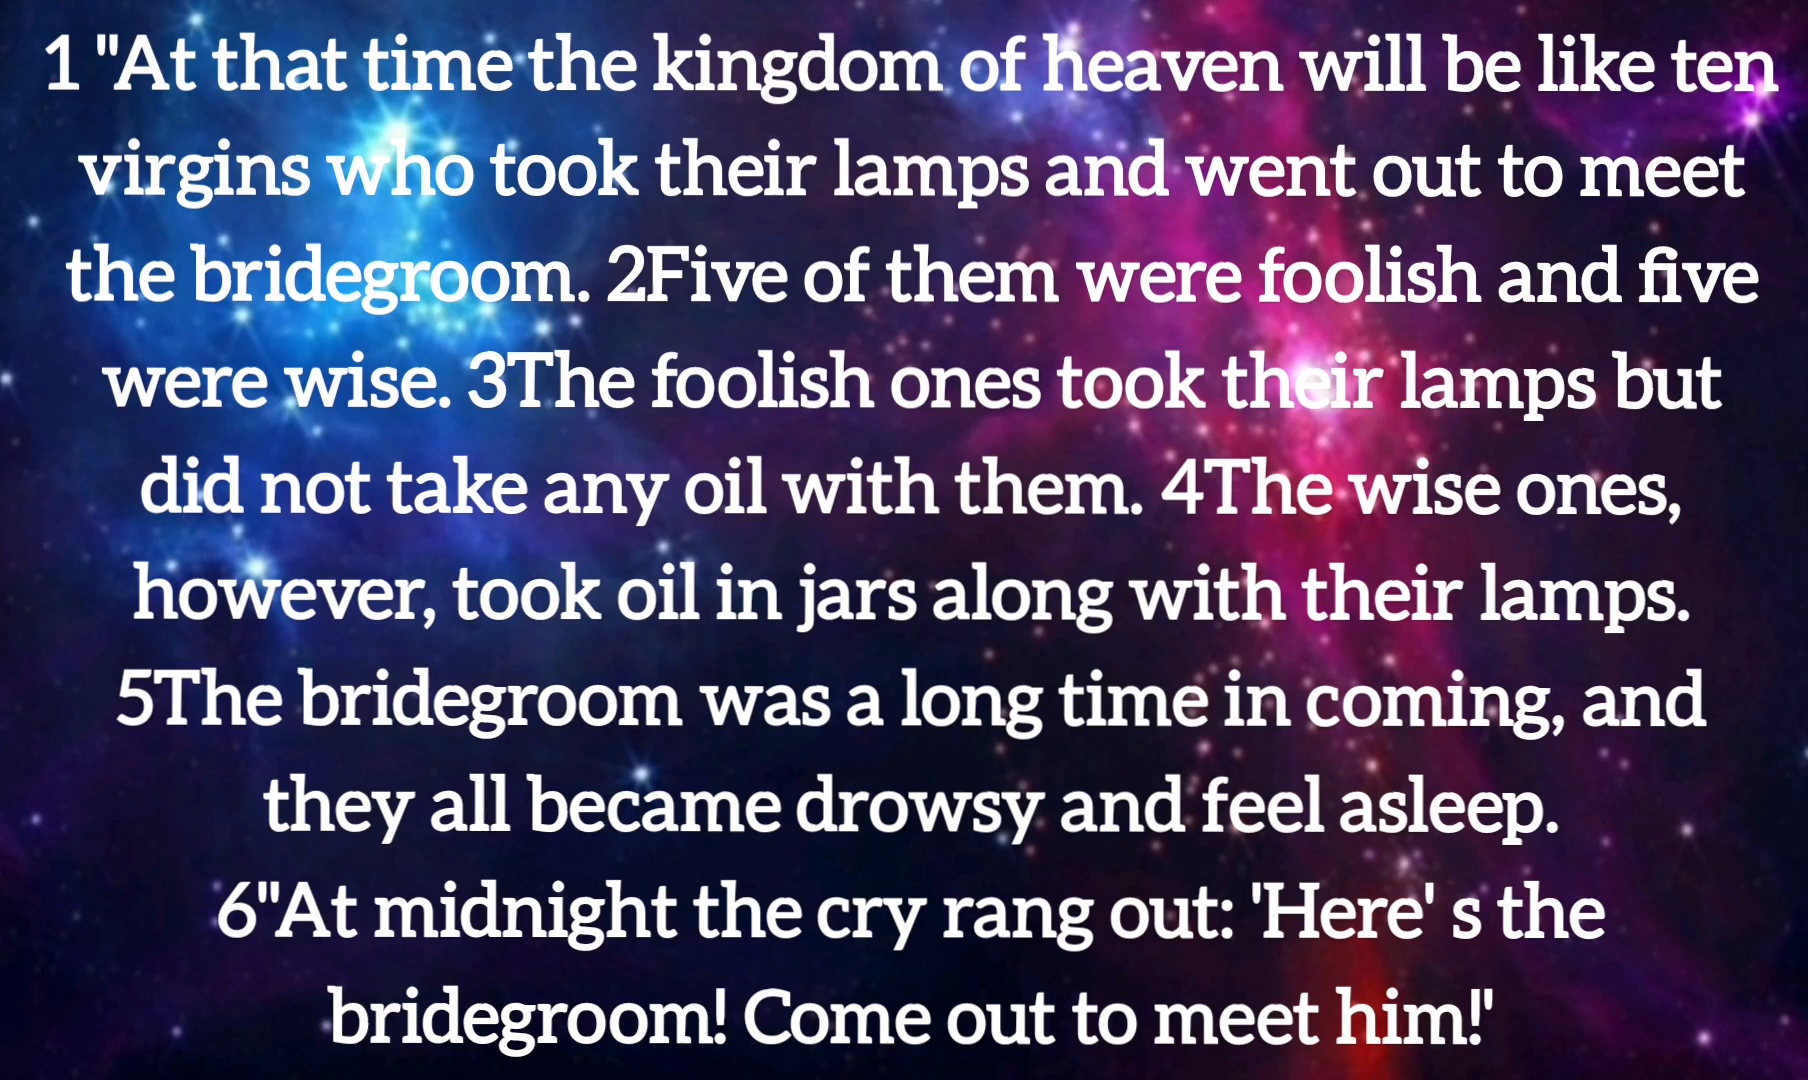 1 "At that time the kingdom of heaven will be like ten
virgins who took their lamps and went out to meet
the bridegroom. 2Five of them were foolish and five
were wise. 3The foolish ones took their lamps but
did not take any oil with them. 4The wise ones,
however, took oil in jars along with their lamps.
5The bridegroom was a long time in coming, and
they all became drowsy and feel asleep.
6"At midnight the cry rang out: 'Here' s the
bridegroom! Come out to meet him!'